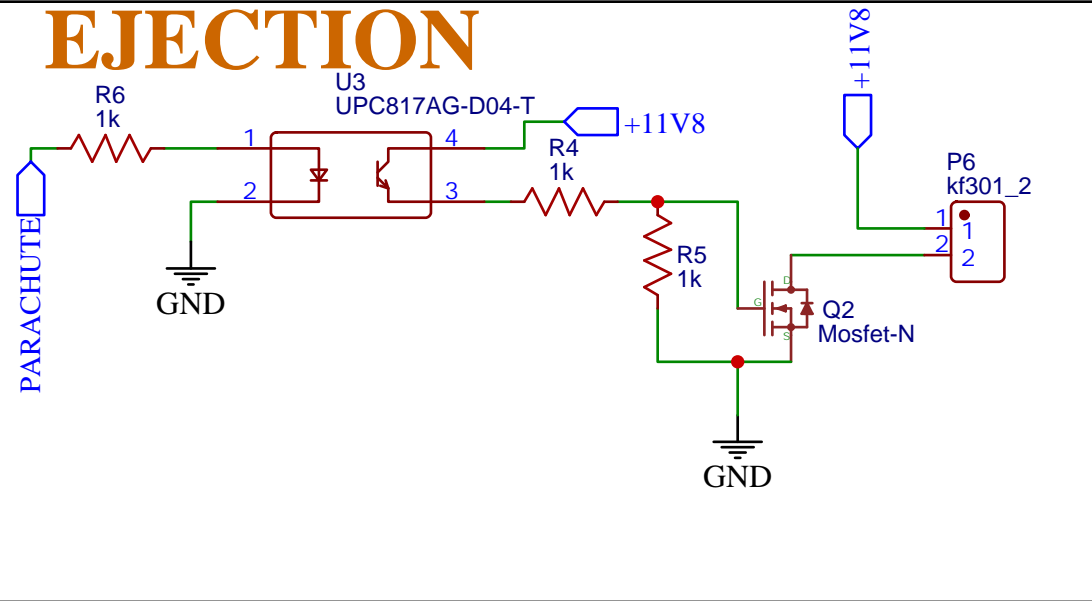 EJECTION
U3
UPC817AG-D04-T
R6
1k
1
2
4
3
+11V8
R4
1k
+11V8
P6
kf301_2
1
1
2
2
PARACHUTE
GND
R5
1k
D
G
S
Q2
Mosfet-N
GND